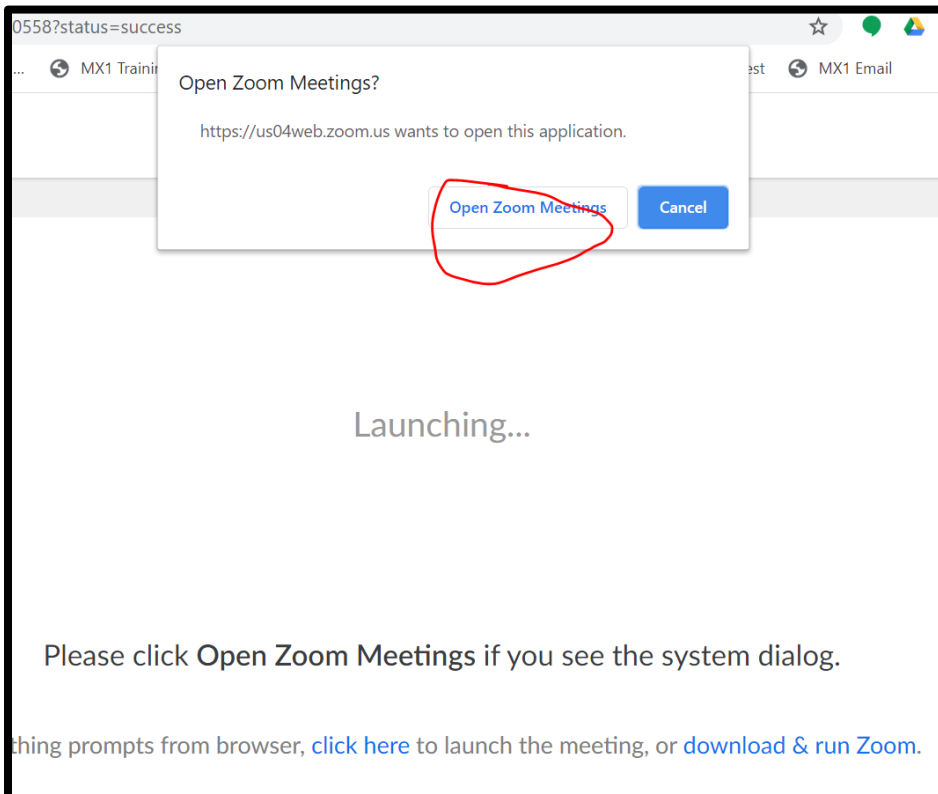 0558?status=success
... MX1 Trainin est MX1 Email
Open Zoom Meetings?
https://us04web.zoom.us wants to open this application.
Open Zoom Meetings Cancel
Launching...
Please click Open Zoom Meetings if you see the system dialog.
thing prompts from browser, click here to launch the meeting, or download & run Zoom.